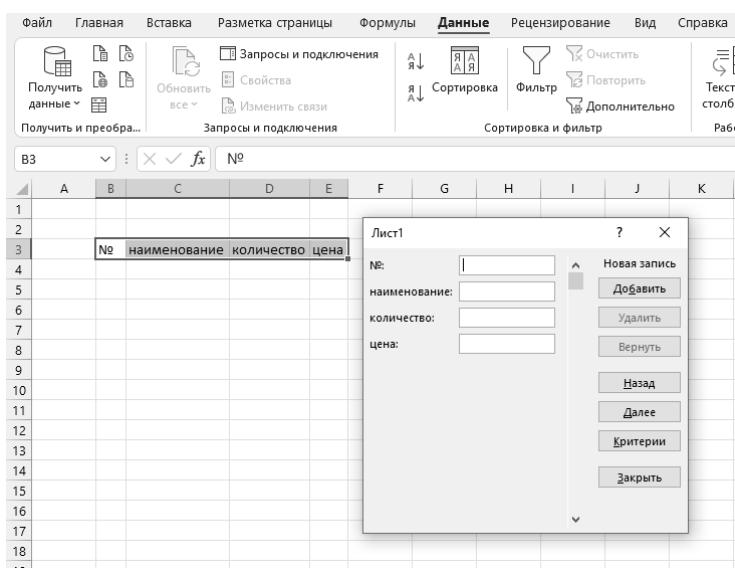 Файл Главная Вставка Разметка страницы Формулы Данные Рецензирование Вид Справка
Получить данные
Обновить все
Запросы и подключения
Свойства
Изменить связи
Сортировка
Фильтр
Очистить
Повторить
Дополнительно
Текст
столб
Получить и преобра... Запросы и подключения Сортировка и фильтр Раб
B3 fx №
A B C D E F G H I J K
1
2
3 № наименование количество цена
4
5
6
7
8
9
10
11
12
13
14
15
16
17
18
Лист1 ?
№: Новая запись
наименование: Добавить
количество: Удалить
цена: Вернуть
Назад
Далее
Критерии
Закрыть